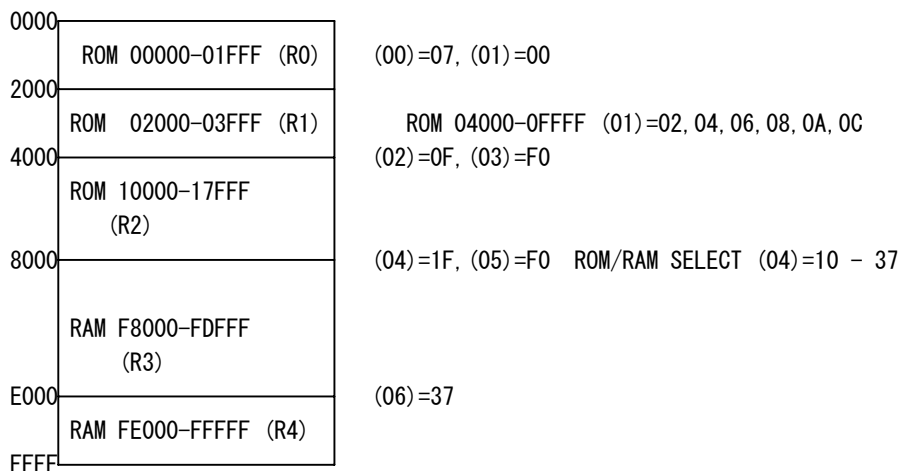 0000
ROM 00000-01FFF (R0) (00)=07, (01)=00
2000
ROM 02000-03FFF (R1) ROM 04000-0FFFF (01)=02, 04, 06, 08, 0A, 0C
4000 (02)=0F, (03)=F0
ROM 10000-17FFF
(R2)
8000 (04)=1F, (05)=F0 ROM/RAM SELECT (04)=10 - 37
RAM F8000-FDFFF
(R3)
E000 (06)=37
RAM FE000-FFFFF (R4)
FFFF